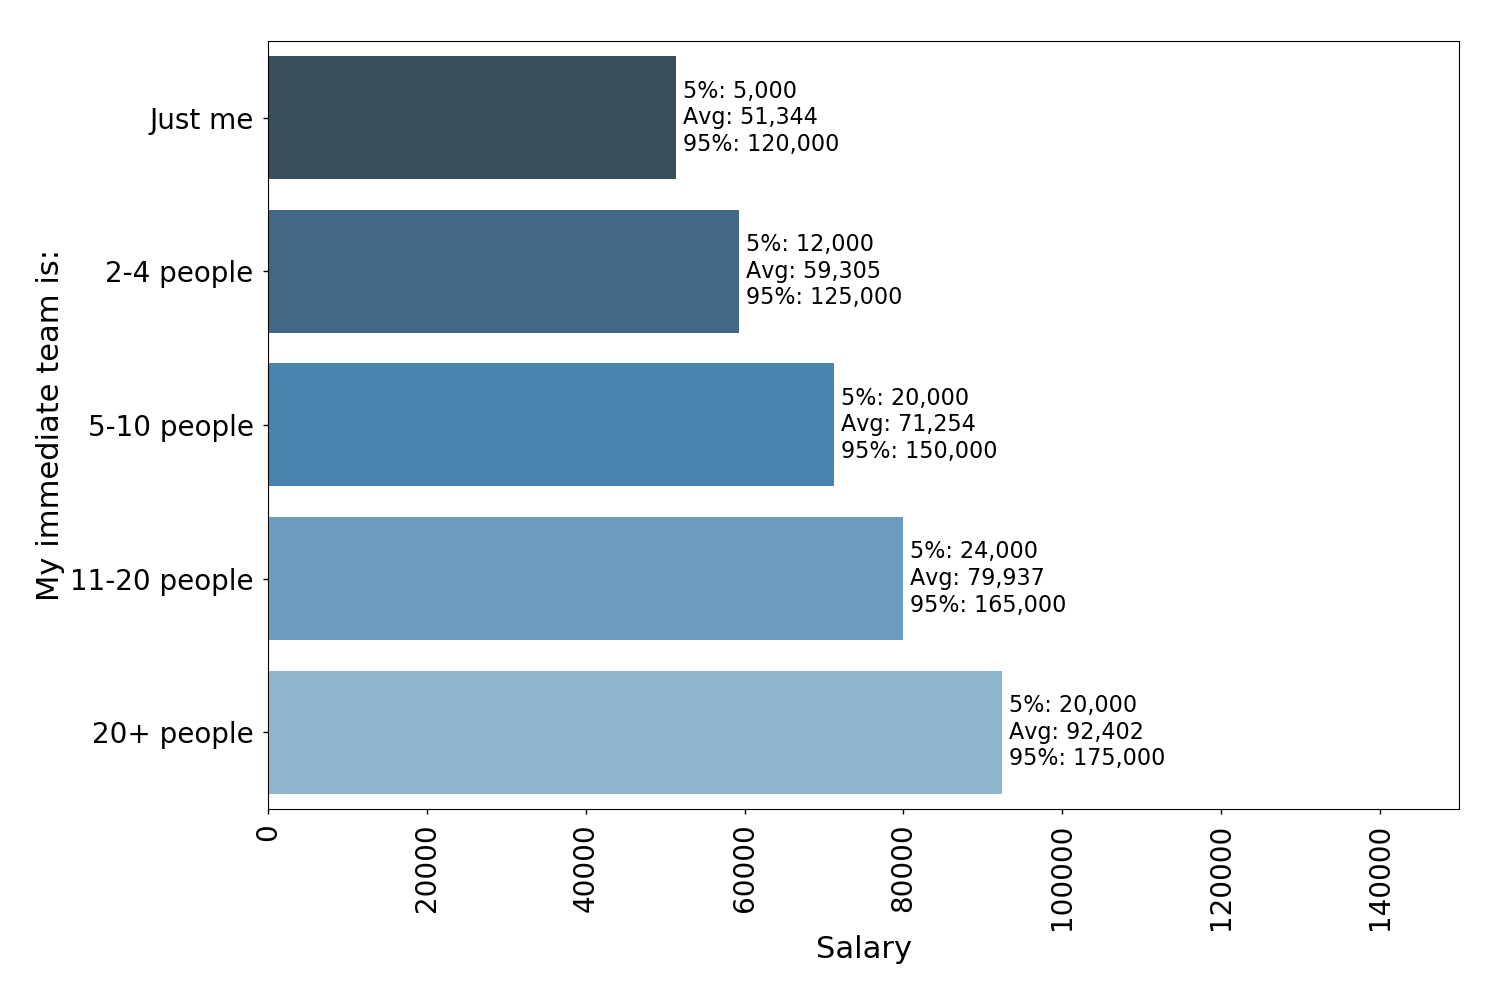 My immediate team is:
Just me
5%: 5,000
Avg: 51,344
95%: 120,000
2-4 people
5%: 12,000
Avg: 59,305
95%: 125,000
5-10 people
5%: 20,000
Avg: 71,254
95%: 150,000
11-20 people
5%: 24,000
Avg: 79,937
95%: 165,000
20+ people
5%: 20,000
Avg: 92,402
95%: 175,000
0
20000
40000
60000
80000
100000
120000
140000
Salary